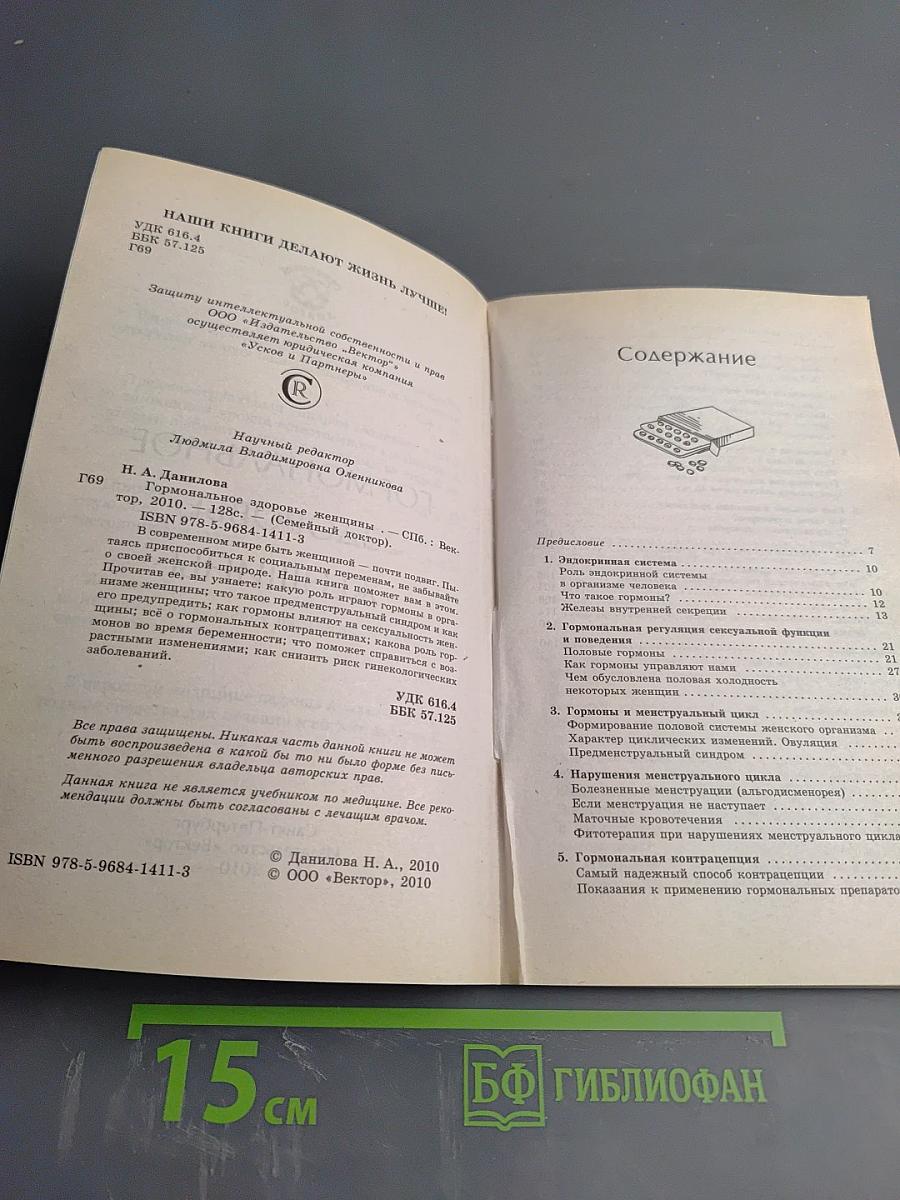 НАШИ КНИГИ ДЕЛАЮТ ЖИЗНЬ ЛУЧШЕ!
УДК 616.4
ББК 57.125
Г69
Защиту интеллектуальной собственности и прав
ООО «Издательство „Вектор“»
осуществляет юридическая компания
«Усков и Партнеры»
CR
Научный редактор
Людмила Владимировна Оленникова
Н. А. Данилова
Г69 Гормональное здоровье женщины . — СПб. : Век-
тор, 2010. — 128с. — (Семейный доктор).
ISBN 978-5-9684-1411-3
В современном мире быть женщиной — почти подвиг. Пы-
таясь приспособиться к социальным переменам, не забывайте
о своей женской природе. Наша книга поможет вам в этом.
Прочитав ее, вы узнаете: какую роль играют гормоны в орга-
низме женщины; что такое предменструальный синдром и как
его предупредить; как гормоны влияют на сексуальность жен-
щины; всё о гормональных контрацептивах; какова роль гор-
монов во время беременности; что поможет справиться с воз-
растными изменениями; как снизить риск гинекологических
заболеваний.
УДК 616.4
ББК 57.125
Все права защищены. Никакая часть данной книги не может
быть воспроизведена в какой бы то ни было форме без пись-
менного разрешения владельца авторских прав.
Данная книга не является учебником по медицине. Все реко-
мендации должны быть согласованы с лечащим врачом.
© Данилова Н. А., 2010
ISBN 978-5-9684-1411-3 © ООО «Вектор», 2010
Содержание
Предисловие 7
1. Эндокринная система 10
Роль эндокринной системы
в организме человека 10
Что такое гормоны? 12
Железы внутренней секреции 13
2. Гормональная регуляция сексуальной функции
и поведения 21
Половые гормоны 21
Как гормоны управляют нами 27
Чем обусловлена половая холодность
некоторых женщин
3. Гормоны и менструальный цикл
Формирование половой системы женского организма
Характер циклических изменений. Овуляция
Предменструальный синдром
4. Нарушения менструального цикла
Болезненные менструации (альгодисменорея)
Если менструация не наступает
Маточные кровотечения
Фитотерапия при нарушениях менструального цикла
5. Гормональная контрацепция
Самый надежный способ контрацепции
Показания к применению гормональных препарато
15 см
БФ ГИБЛИОФАН